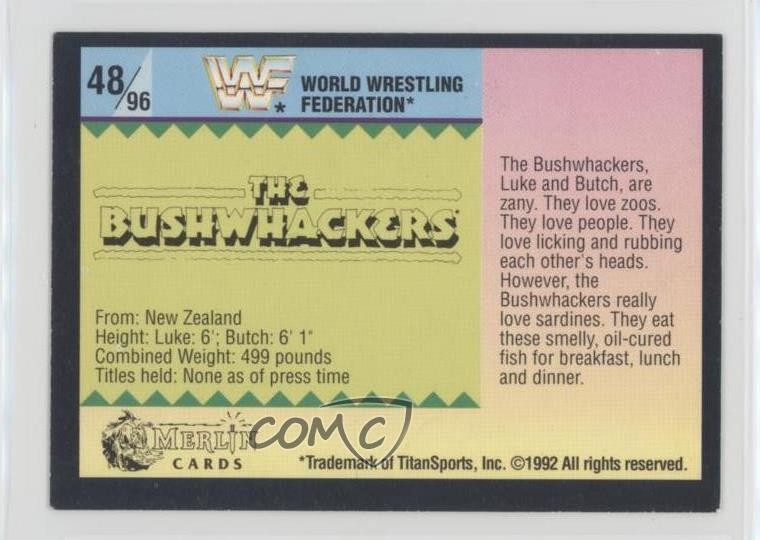 48/96
WF
WORLD WRESTLING
FEDERATION*
THE
BUSHWHACKERS
From: New Zealand
Height: Luke: 6'; Butch: 6' 1"
Combined Weight: 499 pounds
Titles held: None as of press time
The Bushwhackers,
Luke and Butch, are
zany. They love zoos.
They love people. They
love licking and rubbing
each other's heads.
However, the
Bushwhackers really
love sardines. They eat
these smelly, oil-cured
fish for breakfast, lunch
and dinner.
MERLIN
CARDS
COMC
*Trademark of TitanSports, Inc. ©1992 All rights reserved.